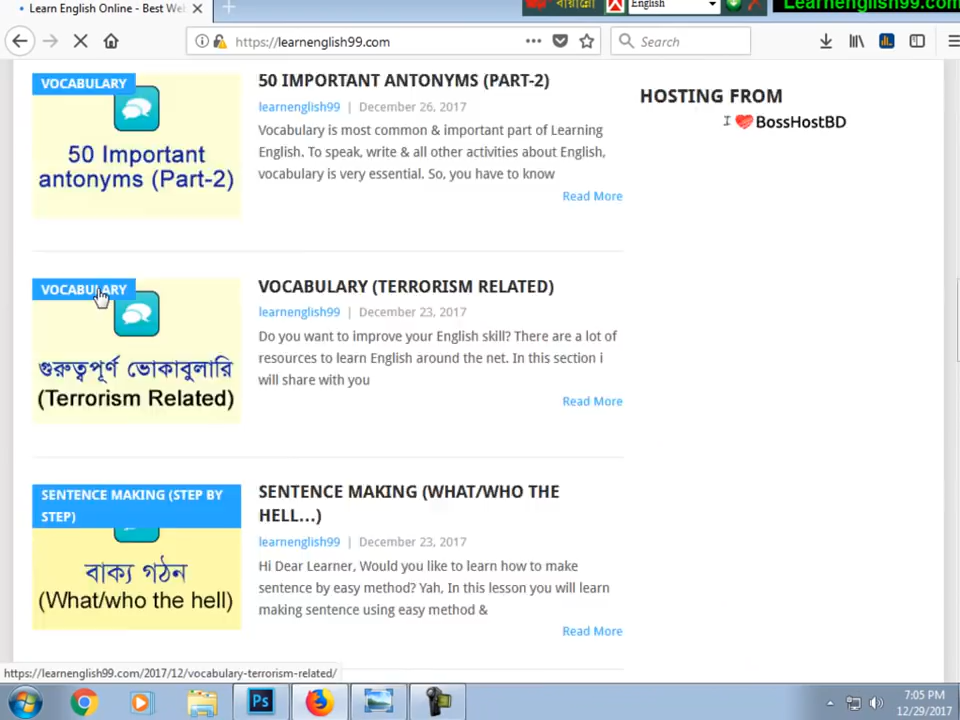 Learn English Online - Best We
বায়ান্নো
English
Learnenglish99.com
https://learnenglish99.com
Search
VOCABULARY
50 Important
antonyms (Part-2)
50 IMPORTANT ANTONYMS (PART-2)
learnenglish99 | December 26, 2017
Vocabulary is most common & important part of Learning
English. To speak, write & all other activities about English,
vocabulary is very essential. So, you have to know
Read More
HOSTING FROM
I BossHostBD
VOCABULARY
গুরুত্বপূর্ণ ভোকাবুলারি
(Terrorism Related)
VOCABULARY (TERRORISM RELATED)
learnenglish99 | December 23, 2017
Do you want to improve your English skill? There are a lot of
resources to learn English around the net. In this section i
will share with you
Read More
SENTENCE MAKING (STEP BY
STEP)
বাক্য গঠন
(What/who the hell)
SENTENCE MAKING (WHAT/WHO THE
HELL...)
learnenglish99 | December 23, 2017
Hi Dear Learner, Would you like to learn how to make
sentence by easy method? Yah, In this lesson you will learn
making sentence using easy method &
Read More
https://learnenglish99.com/2017/12/vocabulary-terrorism-related/
Ps
7:05 PM
12/29/2017